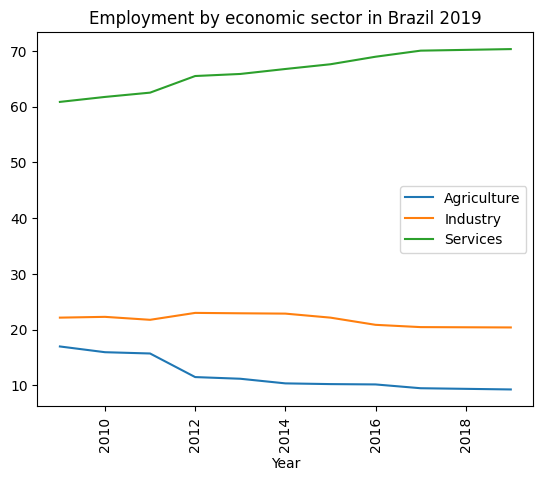 Employment by economic sector in Brazil 2019
70
60
50
40
30
20
10
Agriculture
Industry
Services
2010
2012
2014
2016
2018
Year